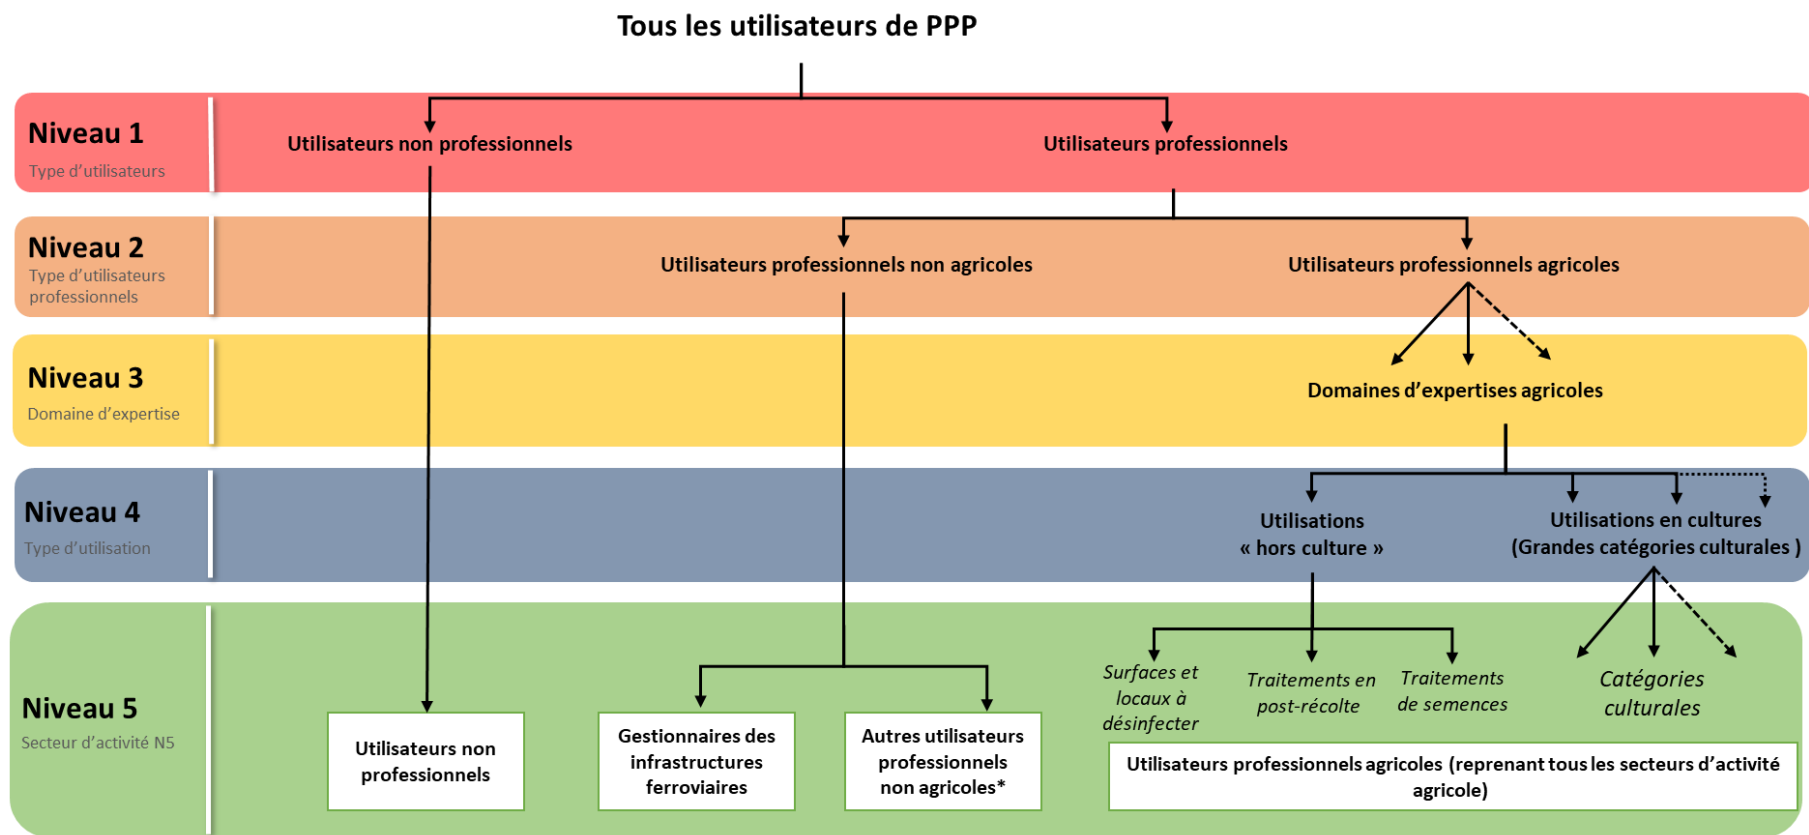 Tous les utilisateurs de PPP
Niveau 1
Type d’utilisateurs
Utilisateurs non professionnels
Utilisateurs professionnels
Niveau 2
Type d’utilisateurs
professionnels
Utilisateurs professionnels non agricoles
Utilisateurs professionnels agricoles
Niveau 3
Domaine d’expertise
Domaines d’expertises agricoles
Niveau 4
Type d’utilisation
Utilisations
« hors culture »
Utilisations en cultures
(Grandes catégories culturales )
Niveau 5
Secteur d’activité N5
Utilisateurs non
professionnels
Gestionnaires des
infrastructures
ferroviaires
Autres utilisateurs
professionnels
non agricoles*
Surfaces et
locaux à
désinfecter
Traitements en
post-récolte
Traitements
de semences
Catégories
culturales
Utilisateurs professionnels agricoles (reprenant tous les secteurs d’activité
agricole)